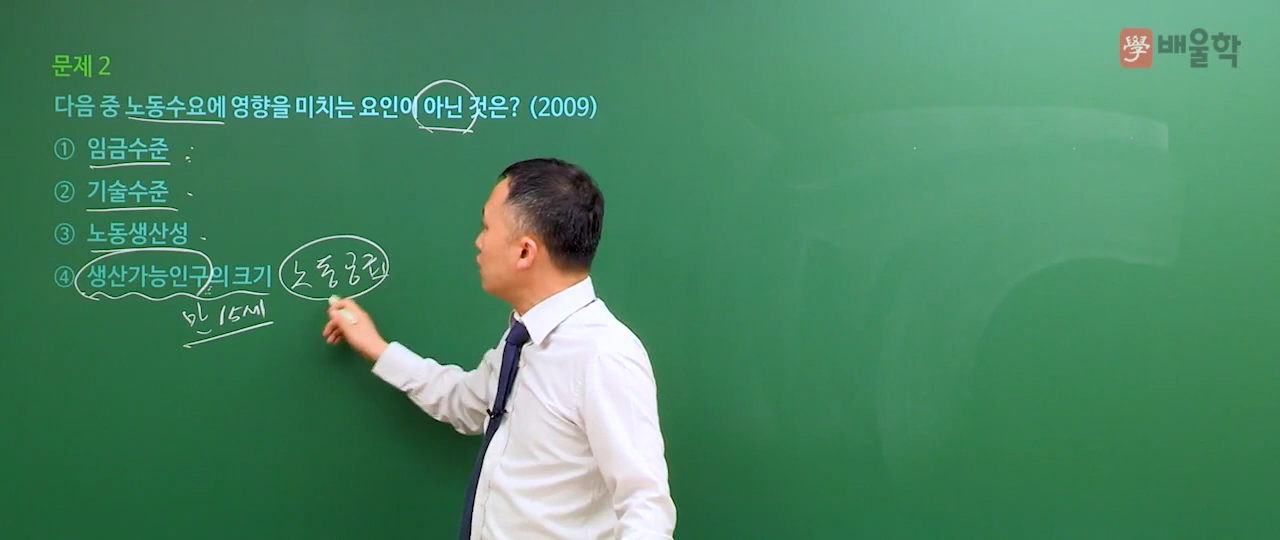 學 배울학
문제 2
다음 중 노동수요에 영향을 미치는 요인이 아닌 것은? (2009)
① 임금수준
② 기술수준
③ 노동생산성
④ 생산가능인구의 크기 노동공급
만 15세